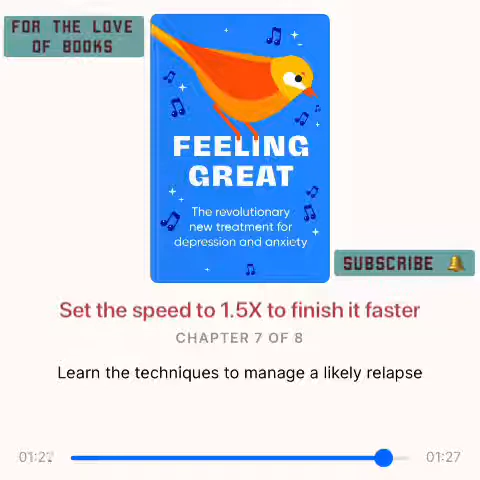 FOR THE LOVE
OF BOOKS
FEELING
GREAT
The revolutionary
new treatment for
depression and anxiety
SUBSCRIBE
Set the speed to 1.5X to finish it faster
CHAPTER 7 OF 8
Learn the techniques to manage a likely relapse
01:27